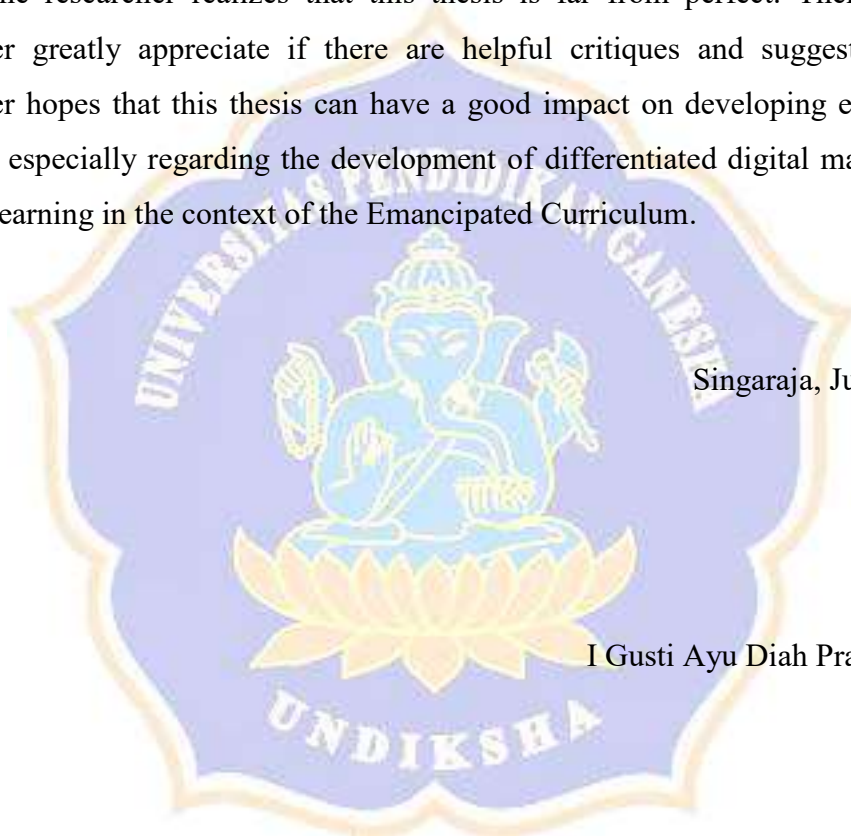 researcher realizes that this thesis is far from perfect.
er greatly appreciate if there are helpful critiques and suggest
er hopes that this thesis can have a good impact on developing e
especially regarding the development of differentiated digital ma
earning in the context of the Emancipated Curriculum.
UNIVERSITAS PENDIDIKAN GANESHA
Singaraja, Ju
I Gusti Ayu Diah Pra
UNDIKSHA